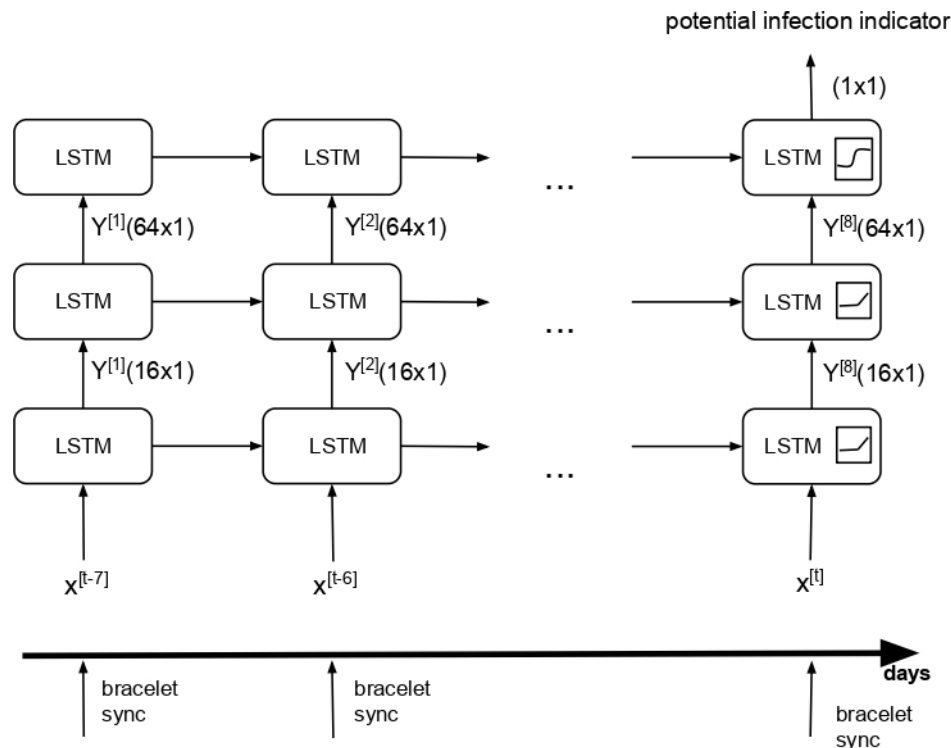 potential infection indicator
(1x1)
LSTM LSTM ... LSTM
Y[1](64x1) Y[2](64x1) Y[8](64x1)
LSTM LSTM ... LSTM
Y[1](16x1) Y[2](16x1) Y[8](16x1)
LSTM LSTM ... LSTM
x[t-7] x[t-6] x[t]
days
bracelet bracelet bracelet
sync sync sync